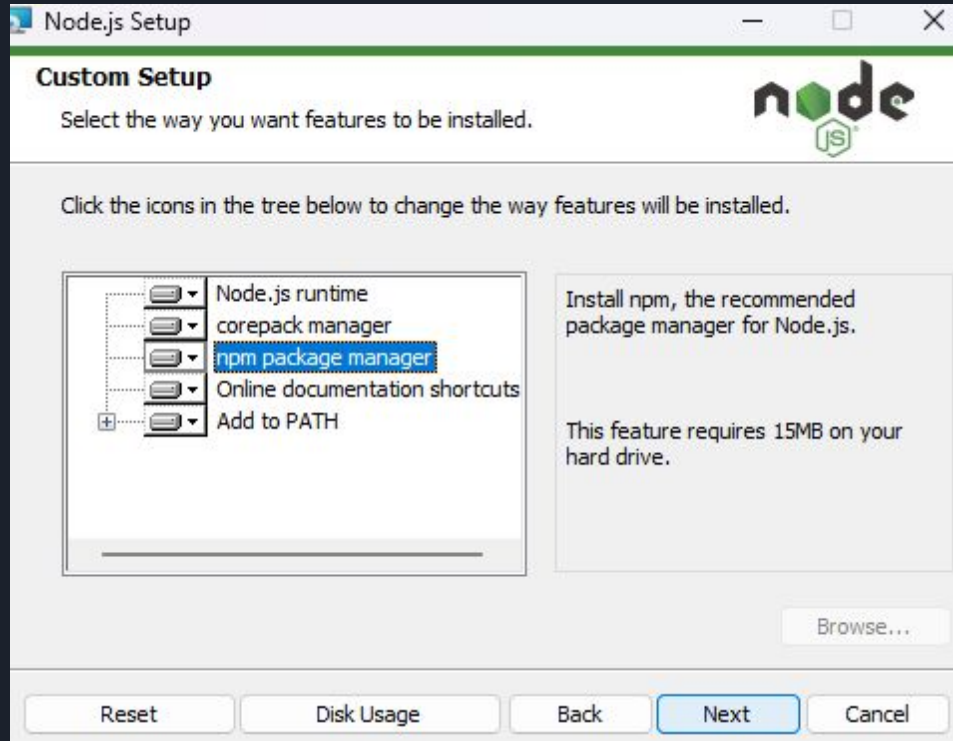 Node.js Setup
Custom Setup
Select the way you want features to be installed.
node
JS
Click the icons in the tree below to change the way features will be installed.
Node.js runtime
corepack manager
npm package manager
Online documentation shortcuts
Add to PATH
Install npm, the recommended
package manager for Node.js.
This feature requires 15MB on your
hard drive.
Browse...
Reset
Disk Usage
Back
Next
Cancel